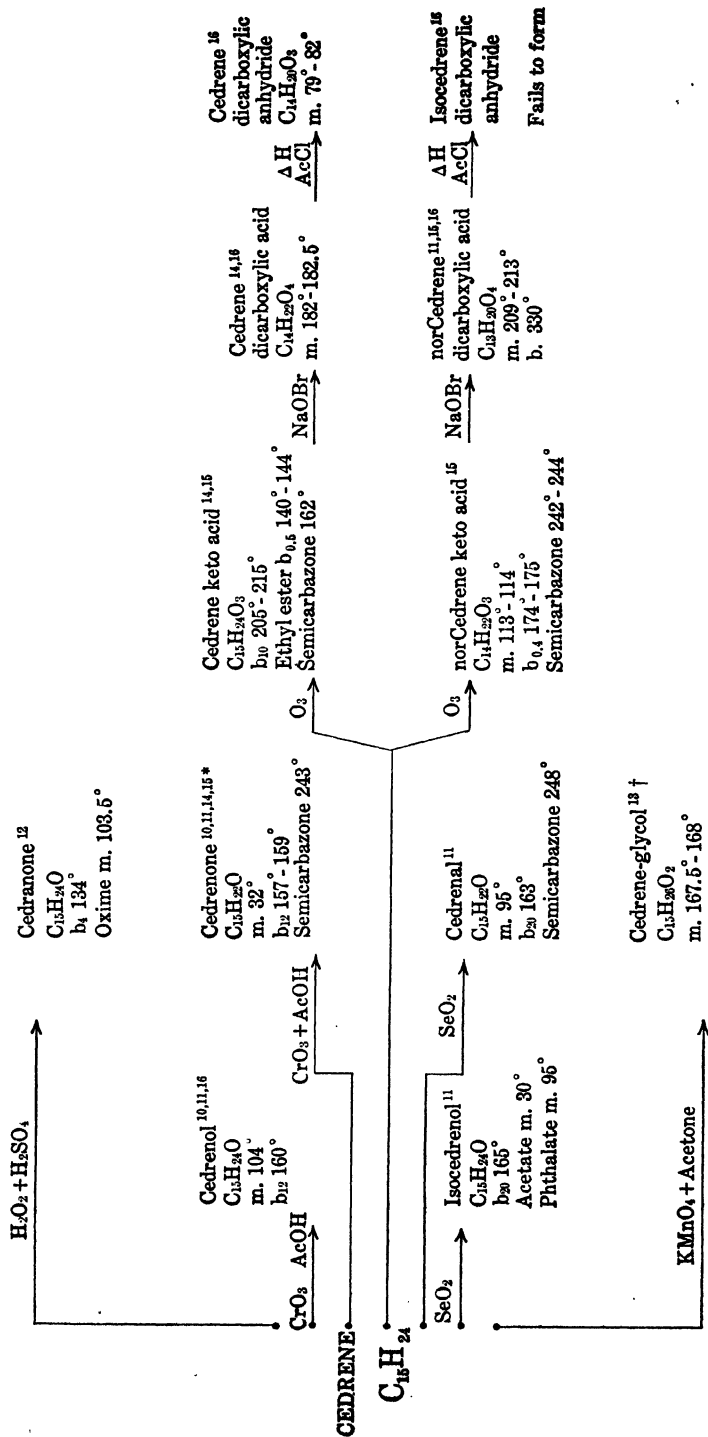 H₂O₂ + H₂SO₄
Cedranone ¹²
C₁₅H₂₄O
b₄ 134°
Oxime m. 103.5°
CrO₃ AcOH
Cedrenol ¹⁰,¹¹,¹⁶
C₁₅H₂₄O
m. 104°
b₁₂ 160°
CrO₃ + AcOH
Cedrenone ¹⁰,¹¹,¹⁴,¹⁵ *
C₁₅H₂₂O
m. 32°
b₁₂ 157°-159°
Semicarbazone 243°
CEDRENE
C₁₅H₂₄
O₃
Cedrene keto acid ¹⁴,¹⁵
C₁₅H₂₄O₃
b₁₀ 205°-215°
Ethyl ester b₀.₅ 140°-144°
Semicarbazone 162°
NaOBr
Cedrene ¹⁴,¹⁶
dicarboxylic acid
C₁₄H₂₂O₄
m. 182°-182.5°
ΔH
AcCl
Cedrene ¹⁶
dicarboxylic
anhydride
C₁₄H₂₀O₃
m. 79°-82°
O₃
norCedrene keto acid ¹⁵
C₁₄H₂₂O₃
m. 113°-114°
b₀.₄ 174°-175°
Semicarbazone 242°-244°
NaOBr
norCedrene ¹¹,¹⁵,¹⁶
dicarboxylic acid
C₁₃H₂₀O₄
m. 209°-213°
b. 330°
ΔH
AcCl
Isocedrene ¹⁵
dicarboxylic
anhydride
Fails to form
SeO₂
Isocedrenol ¹¹
C₁₅H₂₄O
b₂₀ 165°
Acetate m. 30°
Phthalate m. 95°
SeO₂
Cedrenal ¹¹
C₁₅H₂₂O
m. 95°
b₂₀ 163°
Semicarbazone 248°
KMnO₄ + Acetone
Cedrene-glycol ¹³ †
C₁₅H₂₆O₂
m. 167.5°-168°